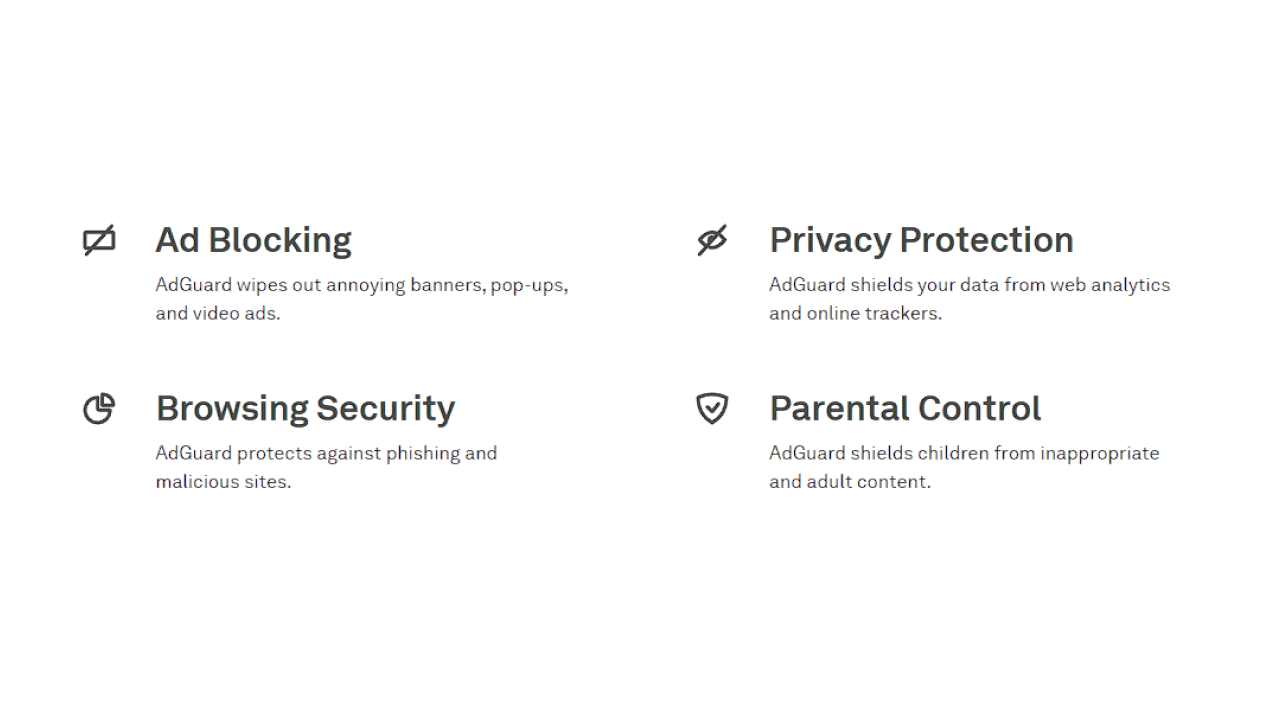 Ad Blocking
AdGuard wipes out annoying banners, pop-ups,
and video ads.
Privacy Protection
AdGuard shields your data from web analytics
and online trackers.
Browsing Security
AdGuard protects against phishing and
malicious sites.
Parental Control
AdGuard shields children from inappropriate
and adult content.